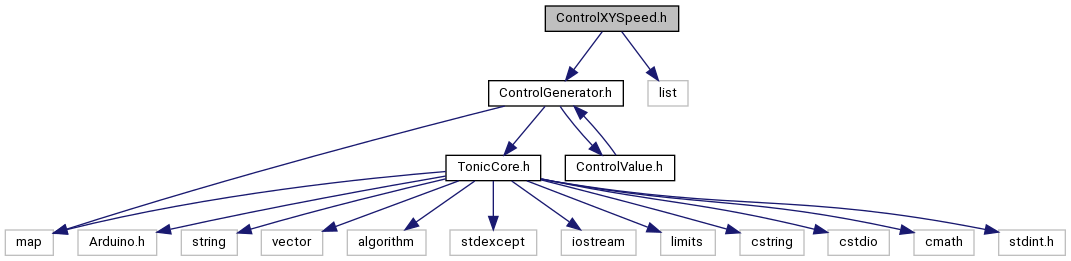 ControlXYSpeed.h
ControlGenerator.h
list
TonicCore.h
ControlValue.h
map
Arduino.h
string
vector
algorithm
stdexcept
iostream
limits
cstring
cstdio
cmath
stdint.h